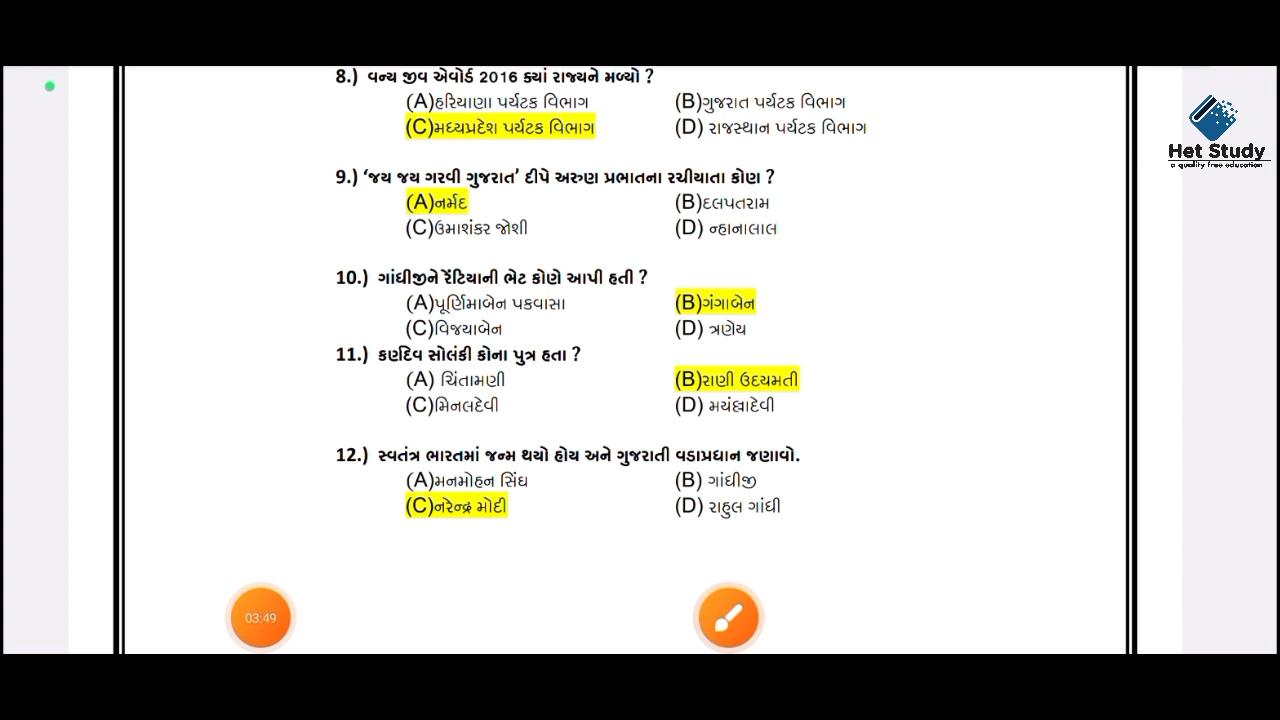 8.) વન્ય જીવ એવોર્ડ 2016 ક્યાં રાજ્યને મળ્યો ?
(A)હરિયાણા પર્યટક વિભાગ (B)ગુજરાત પર્યટક વિભાગ
(C)મધ્યપ્રદેશ પર્યટક વિભાગ (D) રાજસ્થાન પર્યટક વિભાગ
Het Study
a quality free education
9.) ‘જય જય ગરવી ગુજરાત’ દીપે અરુણ પ્રભાતના રચીયાતા કોણ ?
(A)નર્મદ (B)દલપતરામ
(C)ઉમાશંકર જોશી (D) ન્હાનાલાલ
10.) ગાંધીજીને રેંટિયાની ભેટ કોણે આપી હતી ?
(A)પૂર્ણિમાબેન પકવાસા (B)ગંગાબેન
(C)વિજયાબેન (D) ત્રણેય
11.) કર્ણદેવ સોલંકી કોના પુત્ર હતા ?
(A) ચિંતામણી (B)રાણી ઉદયમતી
(C)મિનલદેવી (D)
12.) સ્વતંત્ર ભારતમાં જન્મ થયો હોય અને ગુજરાતી વડાપ્રધાન જણાવો.
(A)મનમોહન સિંઘ (B) ગાંધીજી
(C)નરેન્દ્ર મોદી (D) રાહુલ ગાંધી
03:49